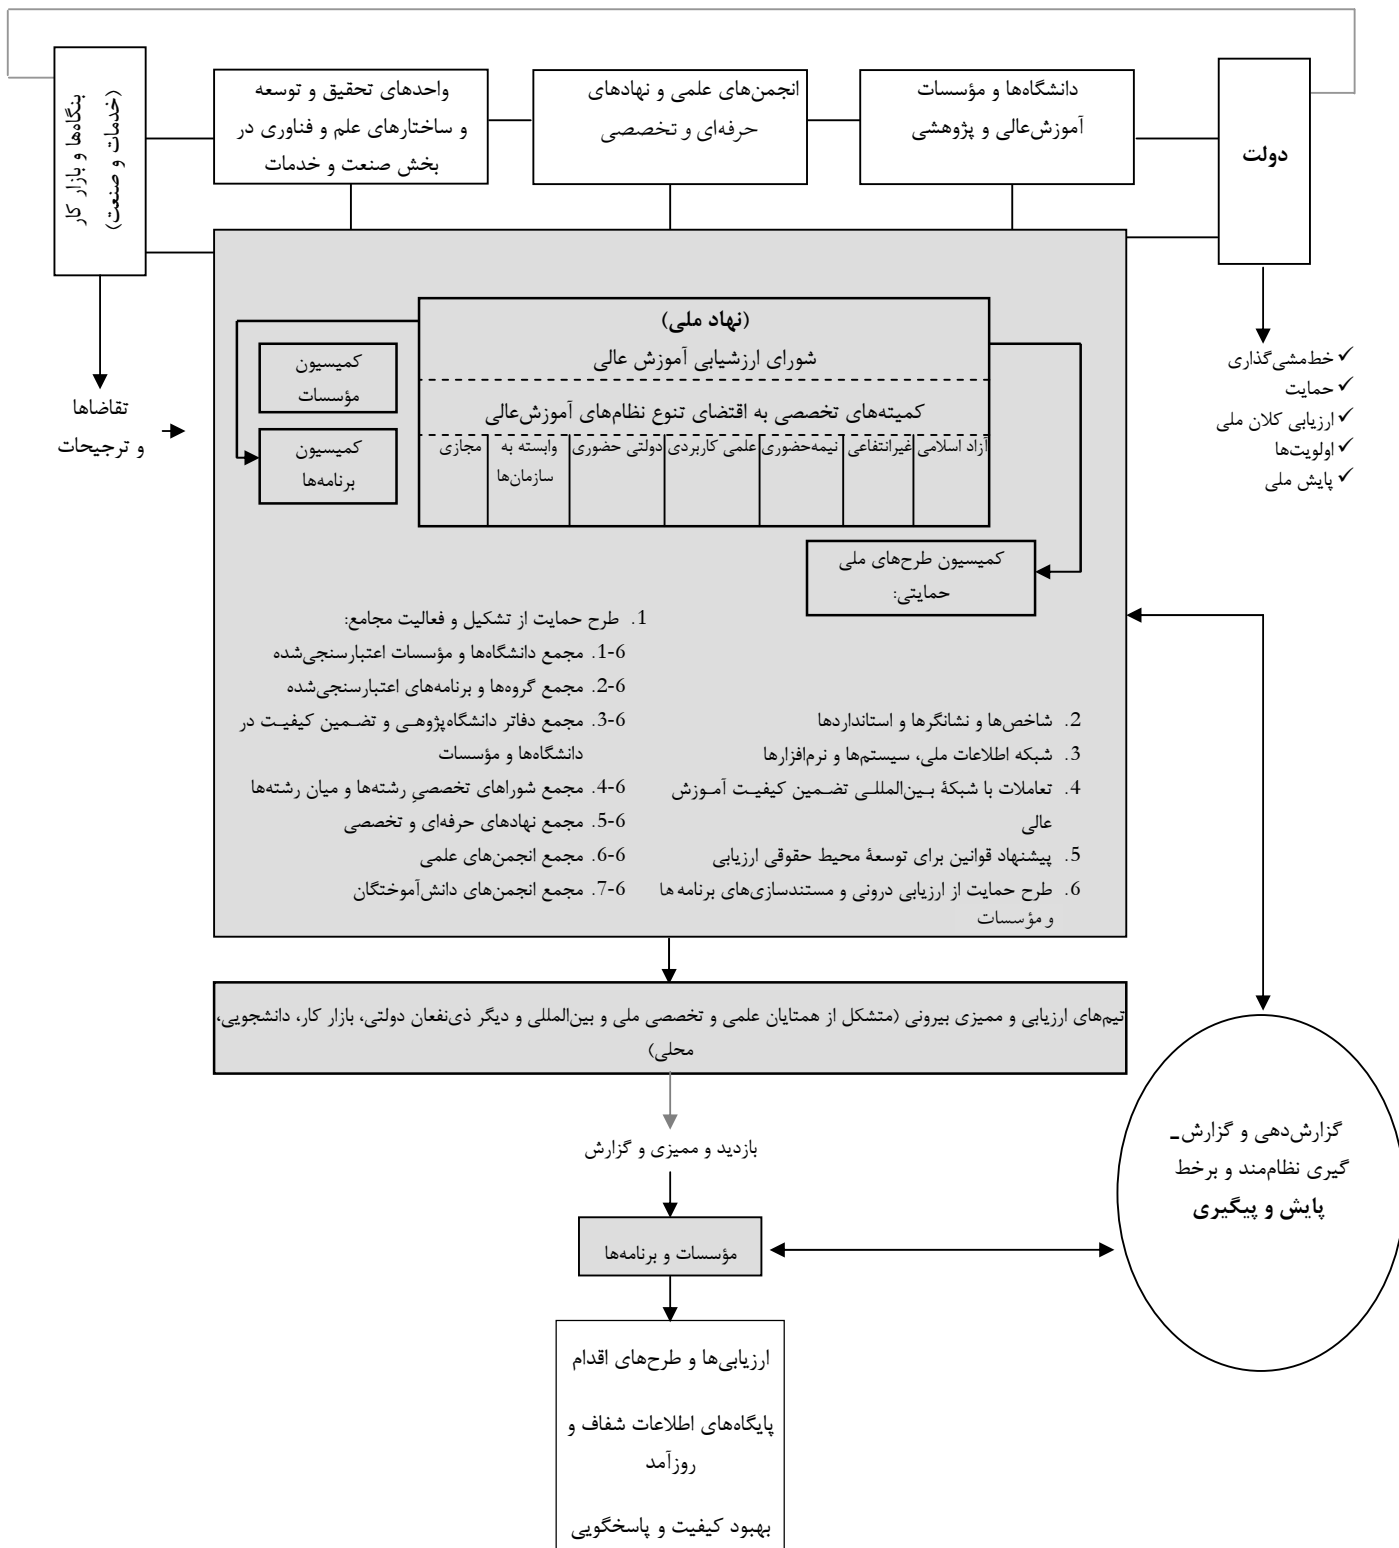 دانشگاه‌ها و مؤسسات
آموزش‌عالی و پژوهشی
انجمن‌های علمی و نهادهای
حرفه‌ای و تخصصی
واحدهای تحقیق و توسعه
و ساختارهای علم و فناوری در
بخش صنعت و خدمات
بنگاه‌ها و بازار کار
(خدمات و صنعت)
دولت
خط‌مشی‌گذاری ✓
حمایت ✓
ارزیابی کلان ملی ✓
اولویت‌ها ✓
پایش ملی ✓
تقاضاها
و ترجیحات
(نهاد ملی)
شورای ارزشیابی آموزش عالی
کمیته‌های تخصصی به اقتضای تنوع نظام‌های آموزش‌عالی
آزاد اسلامی
غیرانتفاعی
نیمه‌حضوری
علمی کاربردی
دولتی حضوری
وابسته به
سازمان‌ها
مجازی
کمیسیون
مؤسسات
کمیسیون
برنامه‌ها
کمیسیون طرح‌های ملی
حمایتی:
1. طرح حمایت از تشکیل و فعالیت مجامع:
1-6. مجمع دانشگاه‌ها و مؤسسات اعتبارسنجی‌شده
2-6. مجمع گروه‌ها و برنامه‌های اعتبارسنجی‌شده
3-6. مجمع دفاتر دانشگاه‌پژوهـی و تضـمین کیفیـت در
دانشگاه‌ها و مؤسسات
4-6. مجمع شوراهای تخصصیِ رشته‌ها و میان رشته‌ها
5-6. مجمع نهادهای حرفه‌ای و تخصصی
6-6. مجمع انجمن‌های علمی
7-6. مجمع انجمن‌های دانش‌آموختگان
2. شاخص‌ها و نشانگرها و استانداردها
3. شبکه اطلاعات ملی، سیستم‌ها و نرم‌افزارها
4. تعاملات با شبکهٔ بـین‌المللـی تضـمین کیفیـت آمـوزش
عالی
5. پیشنهاد قوانین برای توسعهٔ محیط حقوقی ارزیابی
6. طرح حمایت از ارزیابی درونی و مستندسازی‌های برنامه ها
و مؤسسات
تیم‌های ارزیابی و ممیزی بیرونی (متشکل از همتایان علمی و تخصصی ملی و بین‌المللی و دیگر ذی‌نفعان دولتی، بازار کار، دانشجویی،
محلی)
بازدید و ممیزی و گزارش
مؤسسات و برنامه‌ها
گزارش‌دهی و گزارش‌ـ
گیری نظام‌مند و برخط
پایش و پیگیری
ارزیابی‌ها و طرح‌های اقدام
پایگاه‌های اطلاعات شفاف و
روزآمد
بهبود کیفیت و پاسخگویی